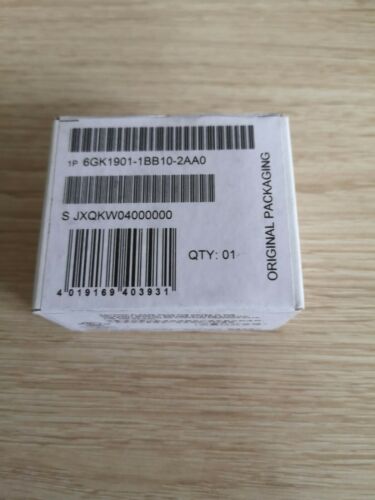 1P 6GK1901-1BB10-2AA0
S JXQKW04000000
QTY: 01
4 019169 403931
ORIGINAL PACKAGING